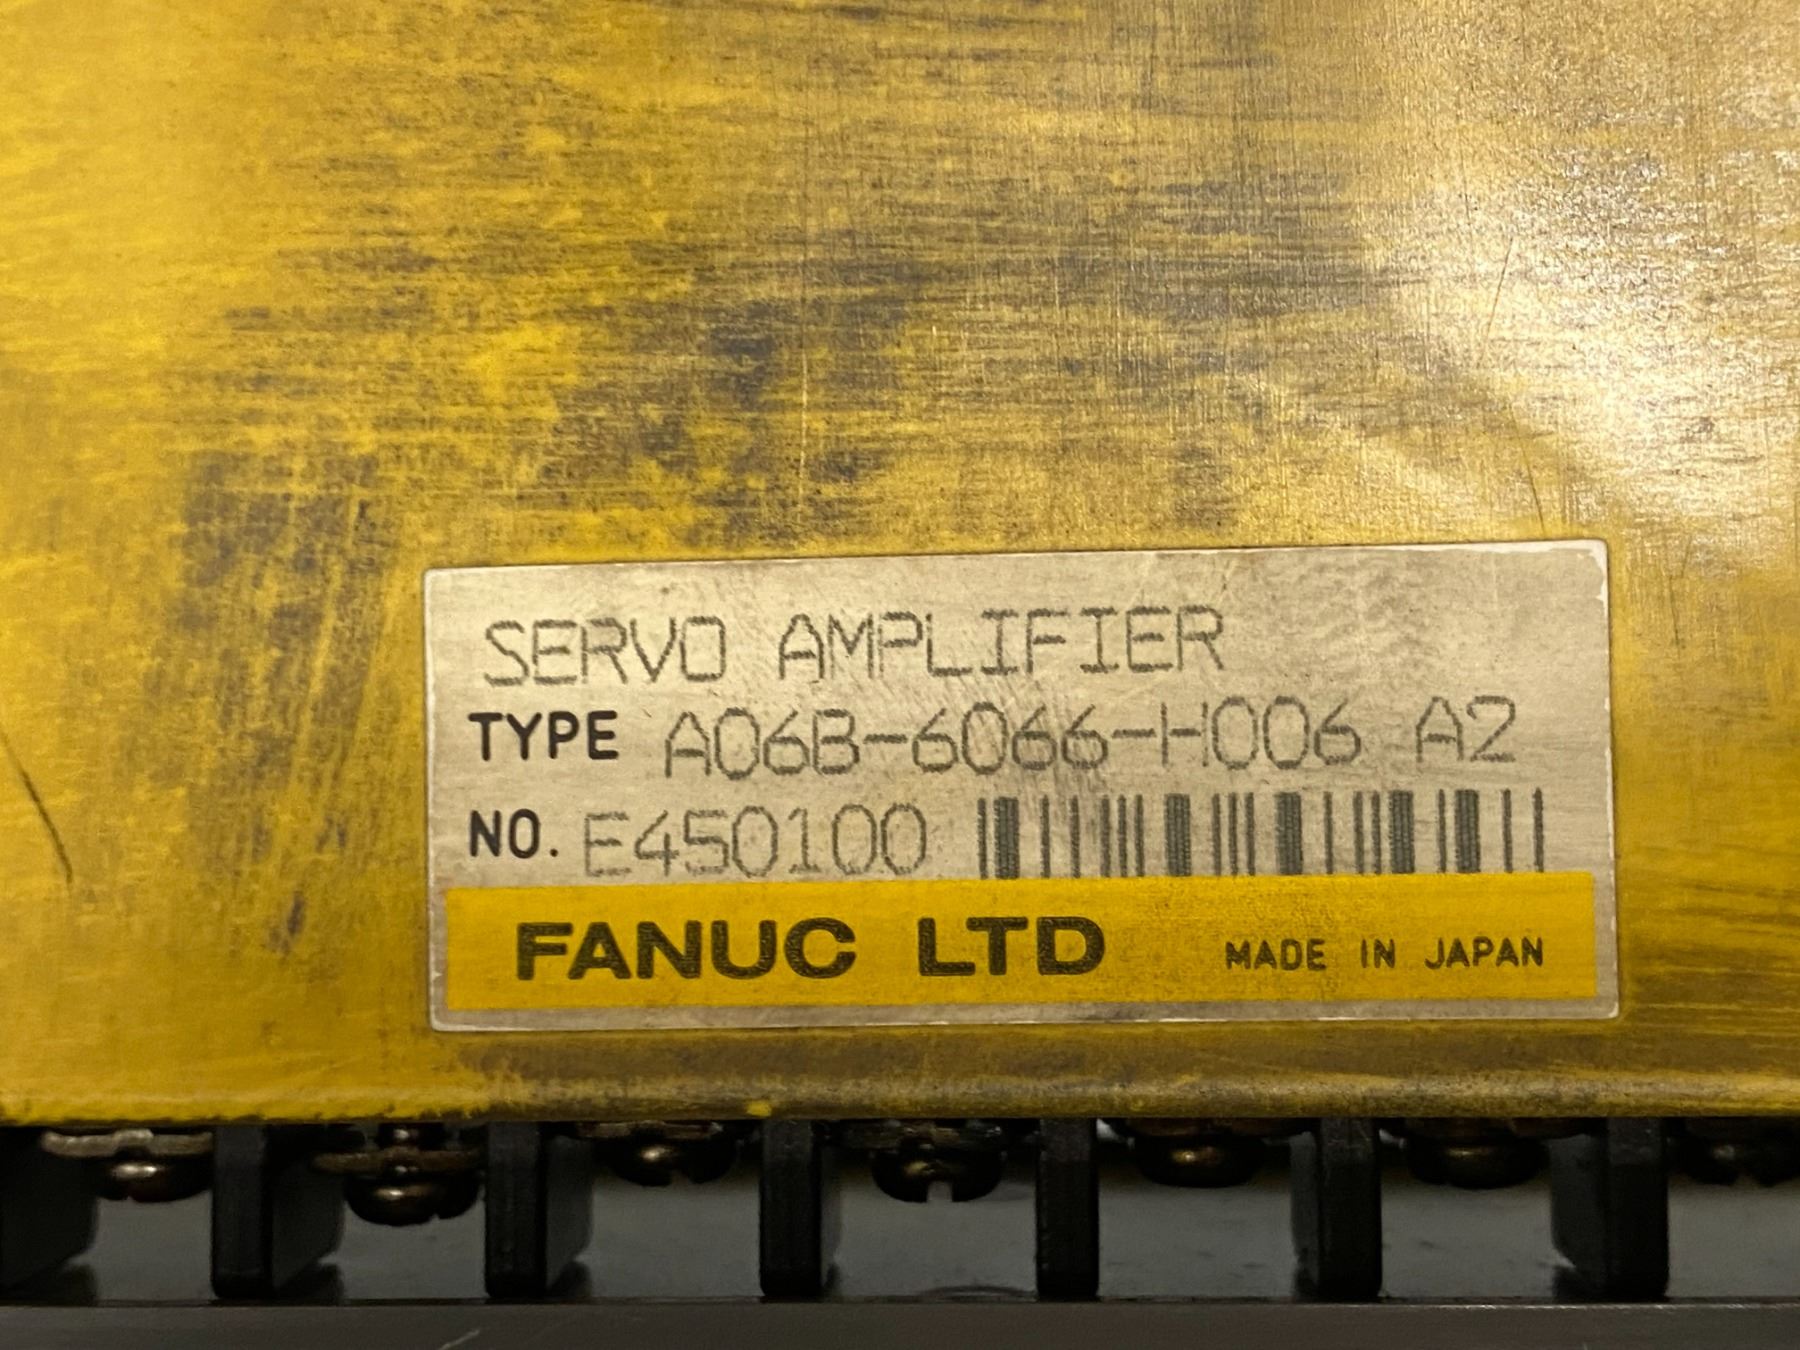 SERVO AMPLIFIER
TYPE A06B-6066-H006 A2
NO. E450100
FANUC LTD MADE IN JAPAN